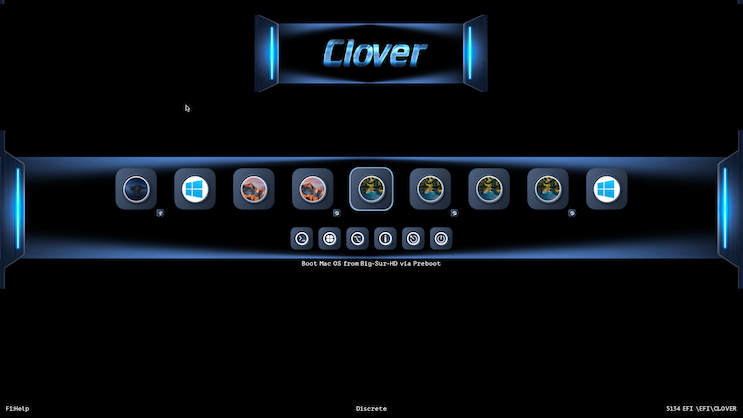 Clover
Boot Mac OS from Big-Sur-HD via Preboot
F1:Help
Discrete
5134 EFI \EFI\CLOVER